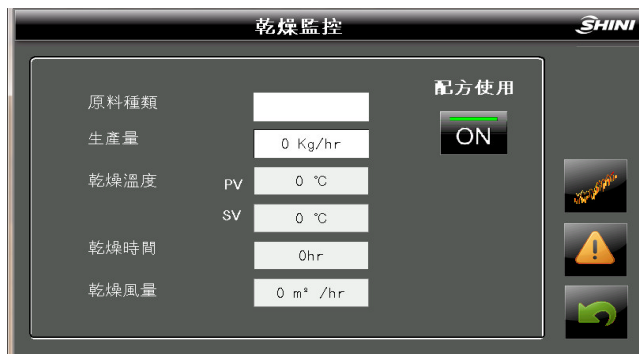 乾燥監控
SHINI
配方使用
ON
原料種類
生產量 0 Kg/hr
乾燥溫度 PV 0 ℃
SV 0 ℃
乾燥時間 0hr
乾燥風量 0 m³ /hr